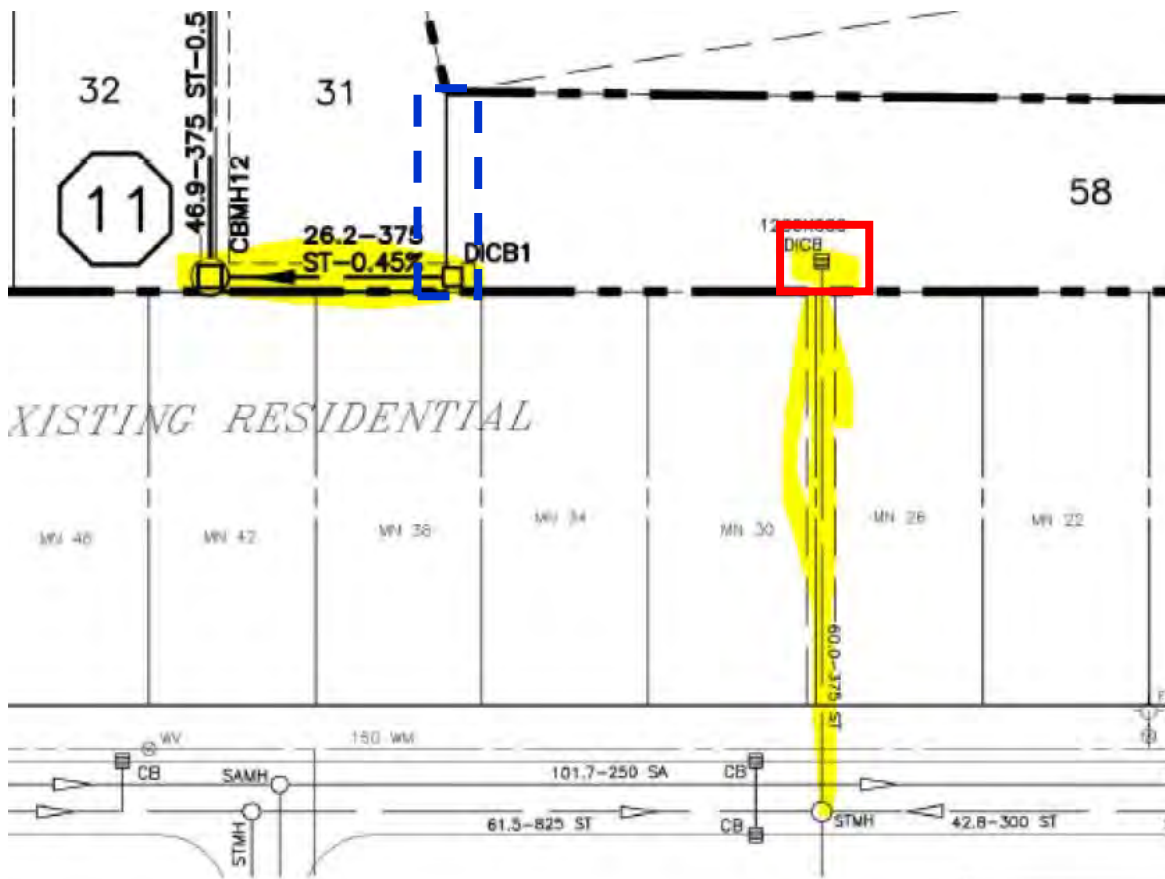 32
31
46.9-375 ST-0.5
11
CBMH12
26.2-375
ST-0.45%
DICB1
58
DICB
XISTING RESIDENTIAL
MN 46
MN 42
MN 38
MN 34
MN 30
MN 26
MN 22
60.0-375 ST
WV
150 WM
CB
SAMH
101.7-250 SA
CB
STMH
61.5-825 ST
CB
STMH
42.8-300 ST